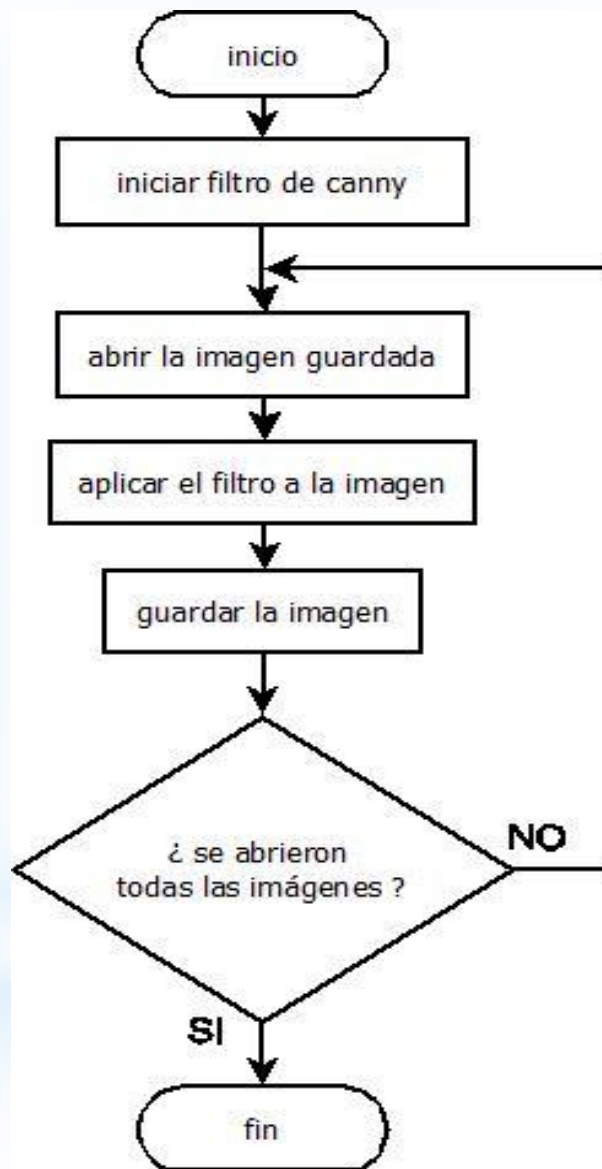 inicio
iniciar filtro de canny
abrir la imagen guardada
aplicar el filtro a la imagen
guardar la imagen
¿ se abrieron
todas las imágenes ?
NO
SI
fin